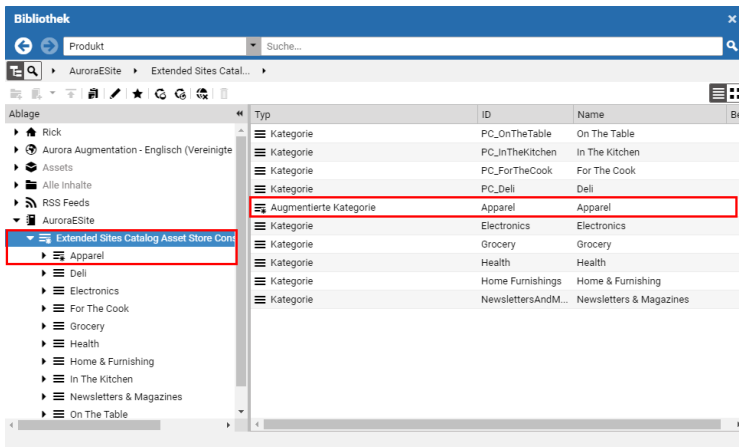 Bibliothek
Produkt
Suche...
AuroraESite Extended Sites Catal...
Ablage Typ ID Name Be
Rick
Aurora Augmentation - Englisch (Vereinigte
Assets
Alle Inhalte
RSS Feeds
AuroraESite
Extended Sites Catalog Asset Store Cons
Apparel
Deli
Electronics
For The Cook
Grocery
Health
Home & Furnishing
In The Kitchen
Newsletters & Magazines
On The Table
Kategorie PC_OnTheTable On The Table
Kategorie PC_InTheKitchen In The Kitchen
Kategorie PC_ForTheCook For The Cook
Kategorie PC_Deli Deli
Augmentierte Kategorie Apparel Apparel
Kategorie Electronics Electronics
Kategorie Grocery Grocery
Kategorie Health Health
Kategorie Home Furnishings Home & Furnishing
Kategorie NewslettersAndM... Newsletters & Magazines